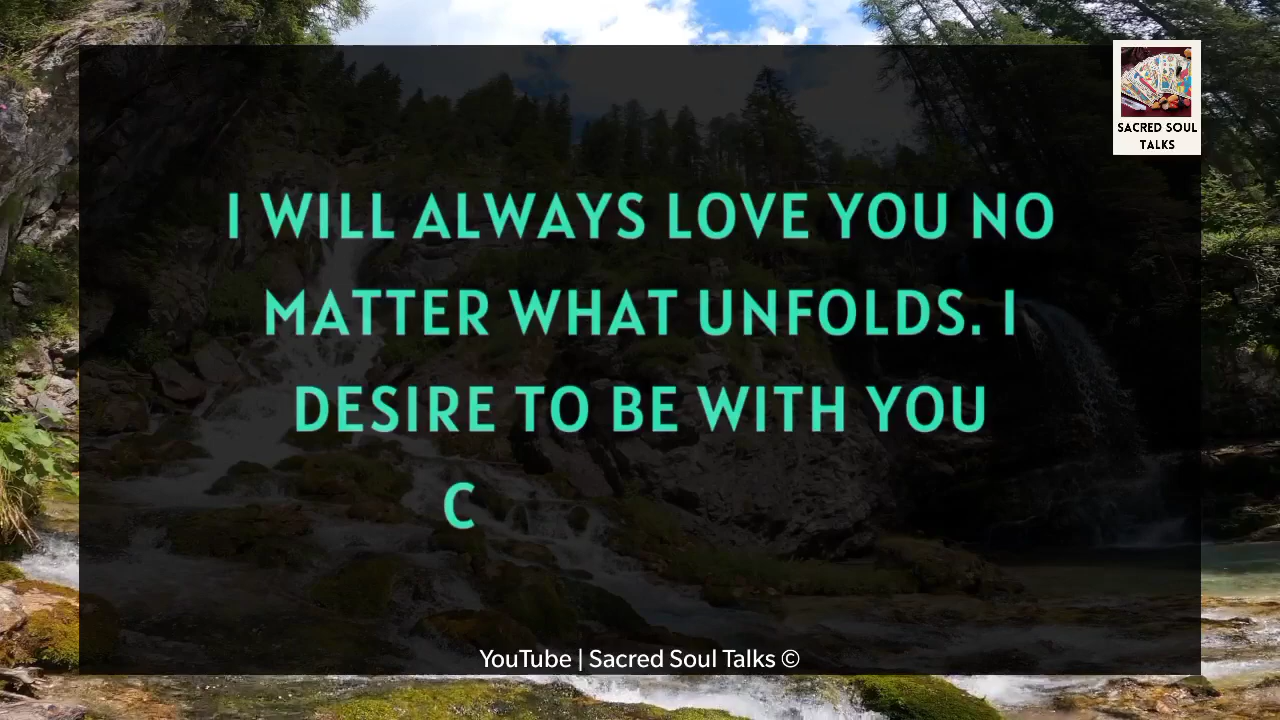 SACRED SOUL
TALKS
I WILL ALWAYS LOVE YOU NO
MATTER WHAT UNFOLDS. I
DESIRE TO BE WITH YOU
C
YouTube | Sacred Soul Talks ©